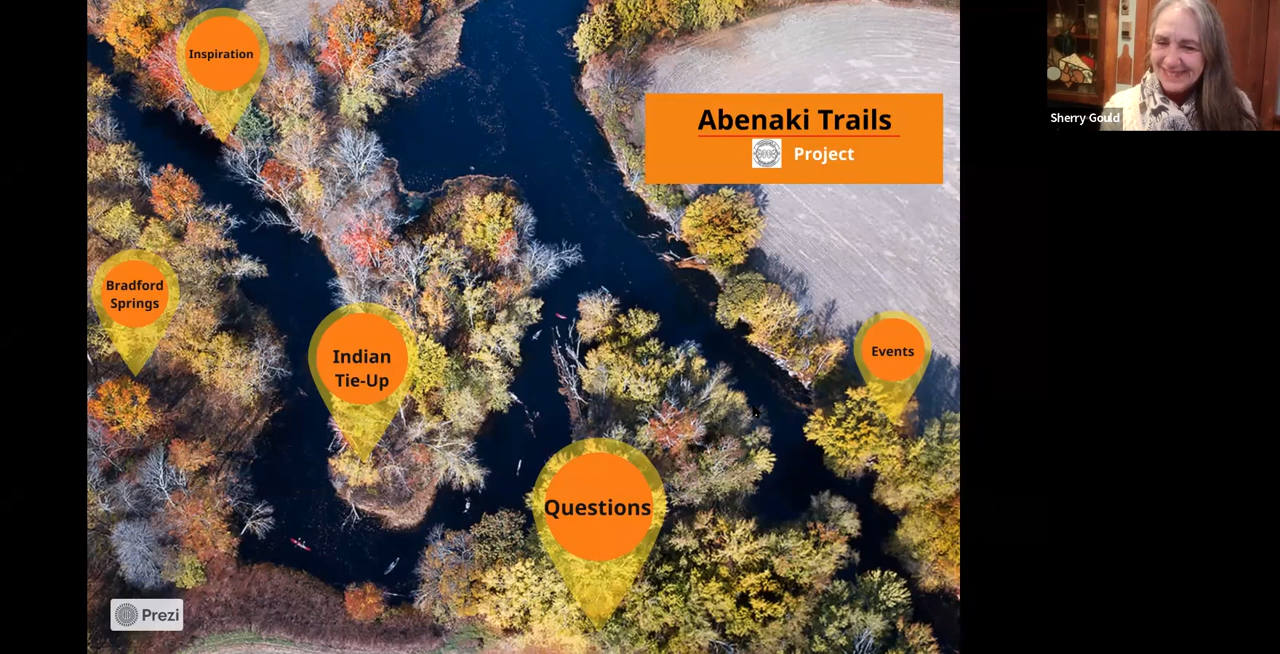 Inspiration
Abenaki Trails
Project
Sherry Gould
Bradford
Springs
Indian
Tie-Up
Events
Questions
Prezi